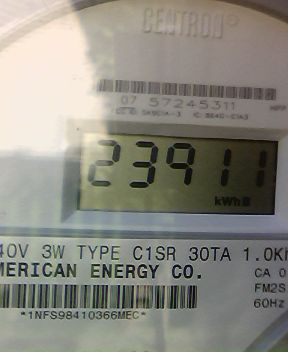 CENTRON®
07 57245311
23911
kWh
40V 3W TYPE C1SR 30TA 1.0Kh
MERICAN ENERGY CO.
CA 0
FM2S
60Hz
*1NFS98410366MEC*